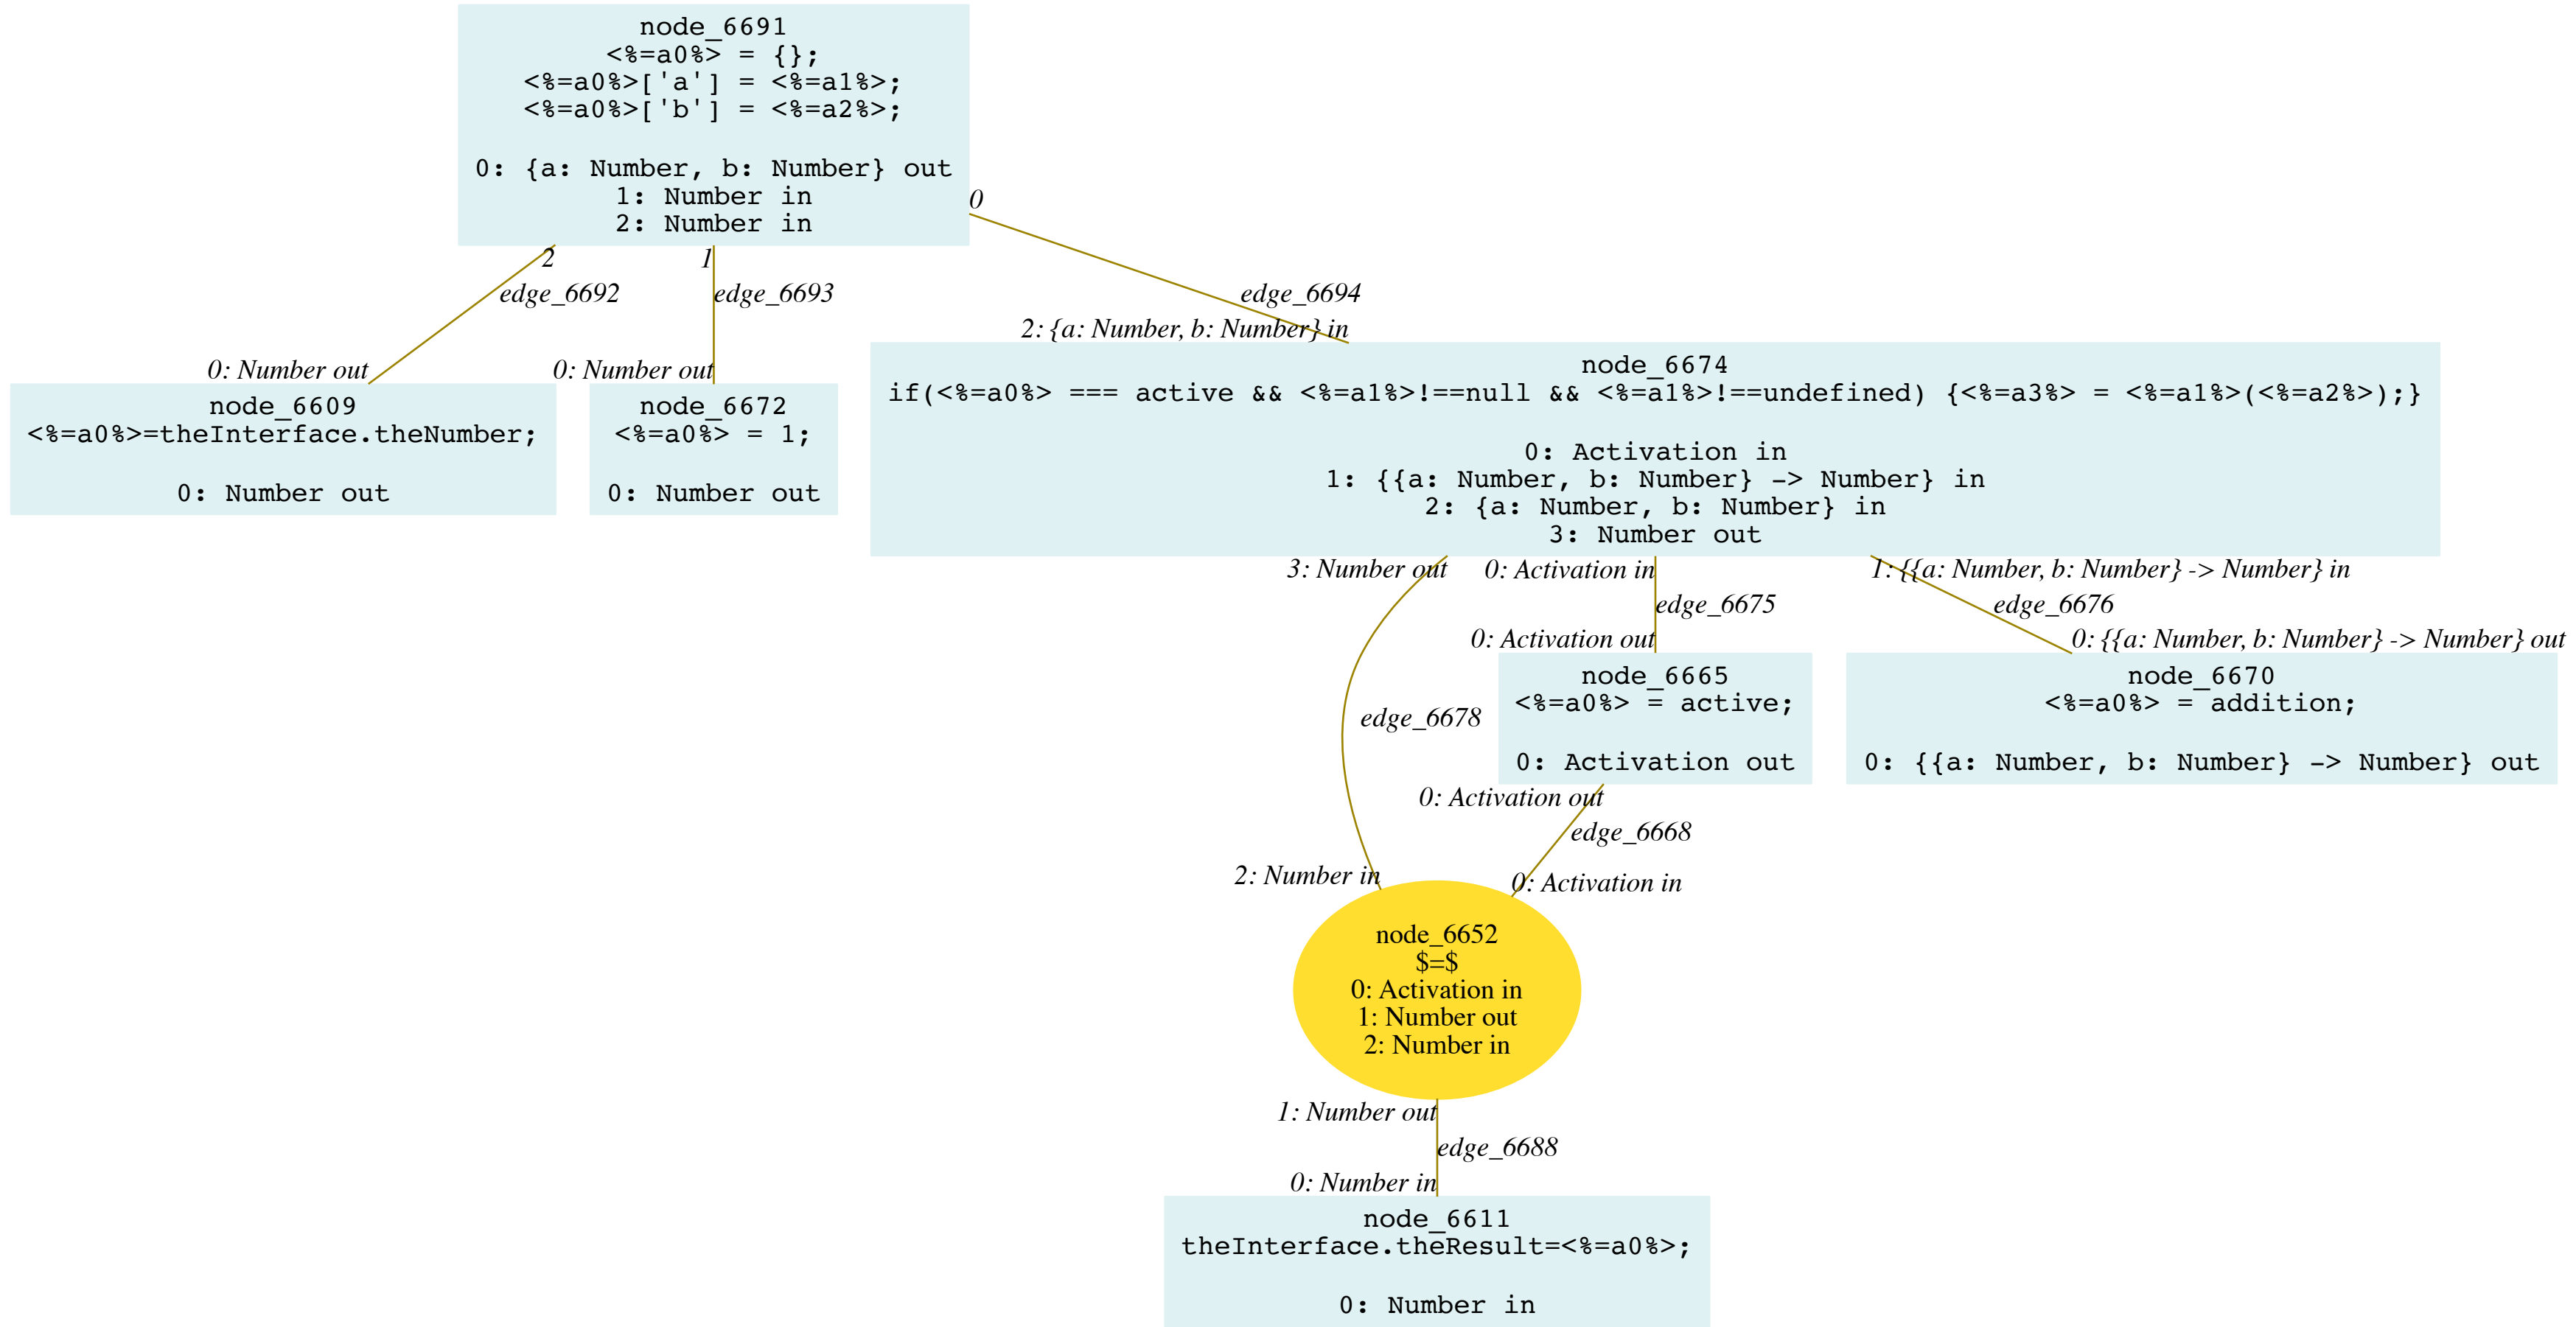 node_6691
<%=a0%> = {};
<%=a0%>['a'] = <%=a1%>;
<%=a0%>['b'] = <%=a2%>;
0: {a: Number, b: Number} out
1: Number in
2: Number in
0
2
1
edge_6692
edge_6693
edge_6694
2: {a: Number, b: Number} in
0: Number out
0: Number out
node_6609
<%=a0%>=theInterface.theNumber;
0: Number out
node_6672
<%=a0%> = 1;
0: Number out
node_6674
if(<%=a0%> === active && <%=a1%>!==null && <%=a1%>!==undefined) {<%=a3%> = <%=a1%>(<%=a2%>);}
0: Activation in
1: {{a: Number, b: Number} -> Number} in
2: {a: Number, b: Number} in
3: Number out
3: Number out
0: Activation in
1: {{a: Number, b: Number} -> Number} in
edge_6675
edge_6676
0: Activation out
0: {{a: Number, b: Number} -> Number} out
node_6665
<%=a0%> = active;
0: Activation out
node_6670
<%=a0%> = addition;
0: {{a: Number, b: Number} -> Number} out
edge_6678
0: Activation out
edge_6668
2: Number in
0: Activation in
node_6652
$=$
0: Activation in
1: Number out
2: Number in
1: Number out
edge_6688
0: Number in
node_6611
theInterface.theResult=<%=a0%>;
0: Number in